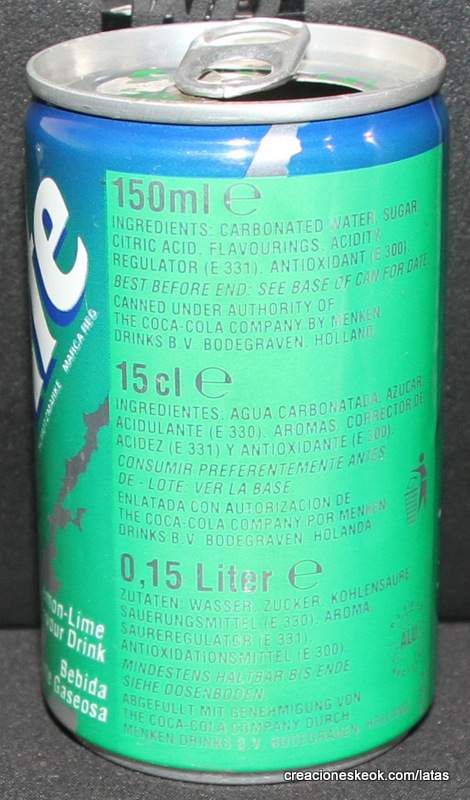 150ml e
INGREDIENTS: CARBONATED WATER, SUGAR,
CITRIC ACID, FLAVOURINGS, ACIDITY
REGULATOR (E 331), ANTIOXIDANT (E 300).
BEST BEFORE END: SEE BASE OF CAN FOR DATE.
CANNED UNDER AUTHORITY OF
THE COCA-COLA COMPANY BY MENKEN
DRINKS B.V. BODEGRAVEN, HOLLAND.
15 cl e
INGREDIENTES: AGUA CARBONATADA, AZUCAR,
ACIDULANTE (E 330), AROMAS, CORRECTOR DE
ACIDEZ (E 331) Y ANTIOXIDANTE (E 300).
CONSUMIR PREFERENTEMENTE ANTES
DE - LOTE: VER LA BASE
ENLATADA CON AUTORIZACION DE
THE COCA-COLA COMPANY POR MENKEN
DRINKS B.V. BODEGRAVEN, HOLANDA.
0,15 Liter e
ZUTATEN: WASSER, ZUCKER, KOHLENSAURE,
SAUERUNGSMITTEL (E 330), AROMA,
SAUREREGULATOR (E 331),
ANTIOXIDATIONSMITTEL (E 300).
MINDESTENS HALTBAR BIS ENDE
SIEHE DOSENBODEN.
ABGEFULLT MIT GENEHMIGUNG VON
THE COCA-COLA COMPANY DURCH
MENKEN DRINKS B.V. BODEGRAVEN, HOLLAND
ite
MARCA REG
mon-Lime
our Drink
Bebida
e Gaseosa
creacioneskeok.com/latas